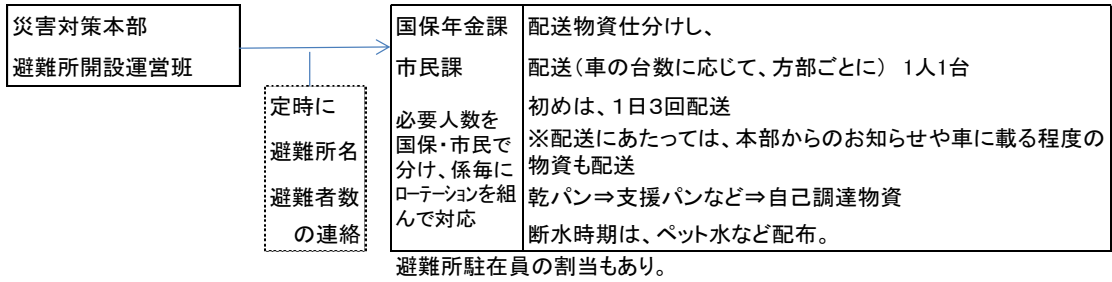 災害対策本部
避難所開設運営班
定時に
避難所名
避難者数
の連絡
国保年金課
市民課
必要人数を
国保・市民で
分け、係毎に
ﾛｰﾃｰｼｮﾝを組
んで対応
配送物資仕分けし、
配送（車の台数に応じて、方部ごとに） 1人1台
初めは、1日3回配送
※配送にあたっては、本部からのお知らせや車に載る程度の
物資も配送
乾パン⇒支援パンなど⇒自己調達物資
断水時期は、ペット水など配布。
避難所駐在員の割当もあり。